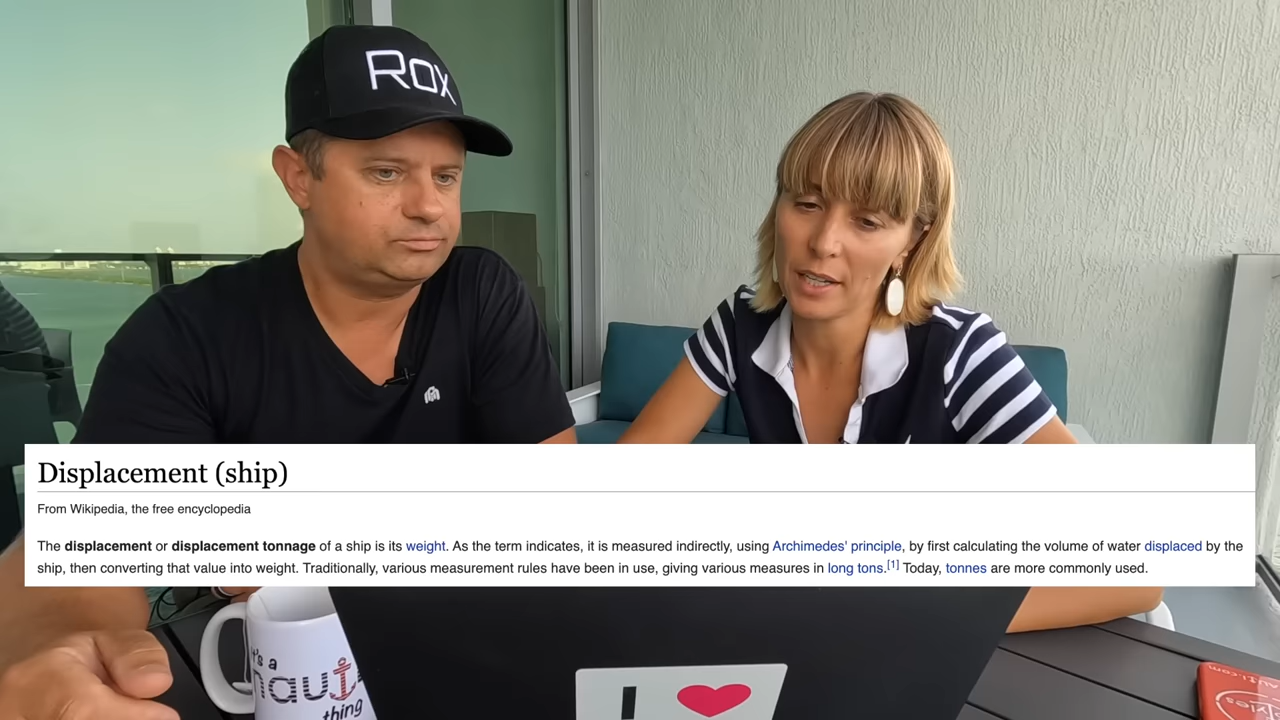 Rox
Displacement (ship)
From Wikipedia, the free encyclopedia
The displacement or displacement tonnage of a ship is its weight. As the term indicates, it is measured indirectly, using Archimedes' principle, by first calculating the volume of water displaced by the
ship, then converting that value into weight. Traditionally, various measurement rules have been in use, giving various measures in long tons.[1] Today, tonnes are more commonly used.
it's a
nauti
thing
I